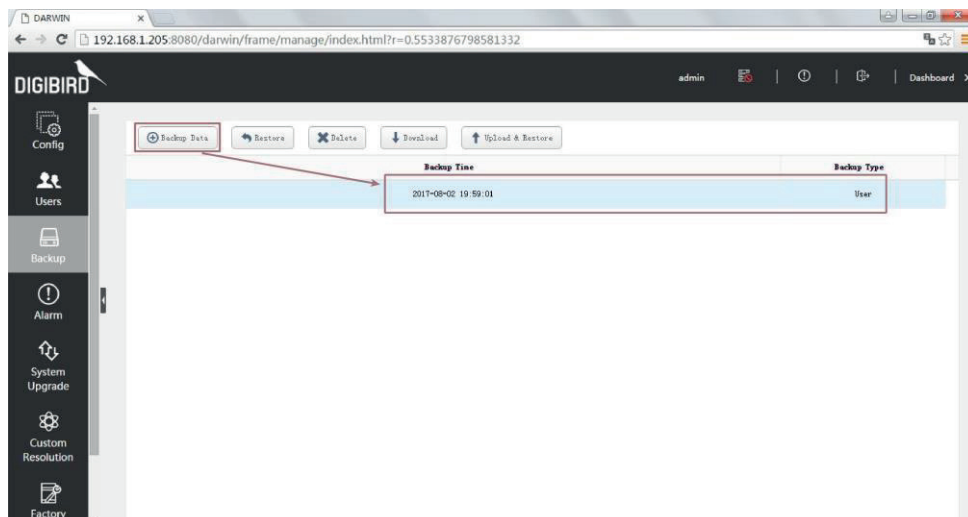 DARWIN
192.168.1.205:8080/darwin/frame/manage/index.html?r=0.5533876798581332
DIGIBIRD
admin
Dashboard
Config
Users
Backup
Alarm
System
Upgrade
Custom
Resolution
Factory
Backup Data
Restore
Delete
Download
Upload & Restore
Backup Time
Backup Type
2017-08-02 19:59:01
User